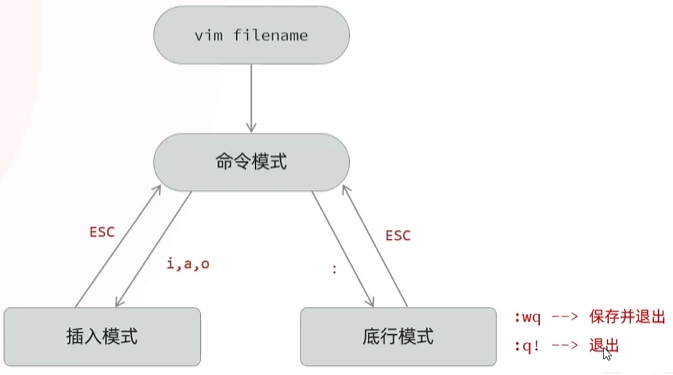 vim filename
命令模式
ESC
i,a,o
:
ESC
插入模式
底行模式
:wq --> 保存并退出
:q! --> 退出